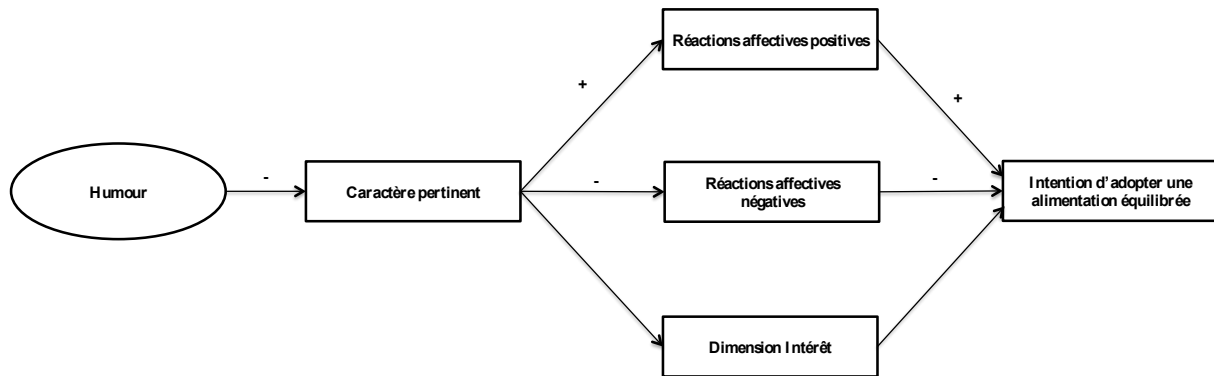 Réactions affectives positives
+
+
Humour
-
Caractère pertinent
-
Réactions affectives
négatives
-
Intention d'adopter une
alimentation équilibrée
Dimension Intérêt